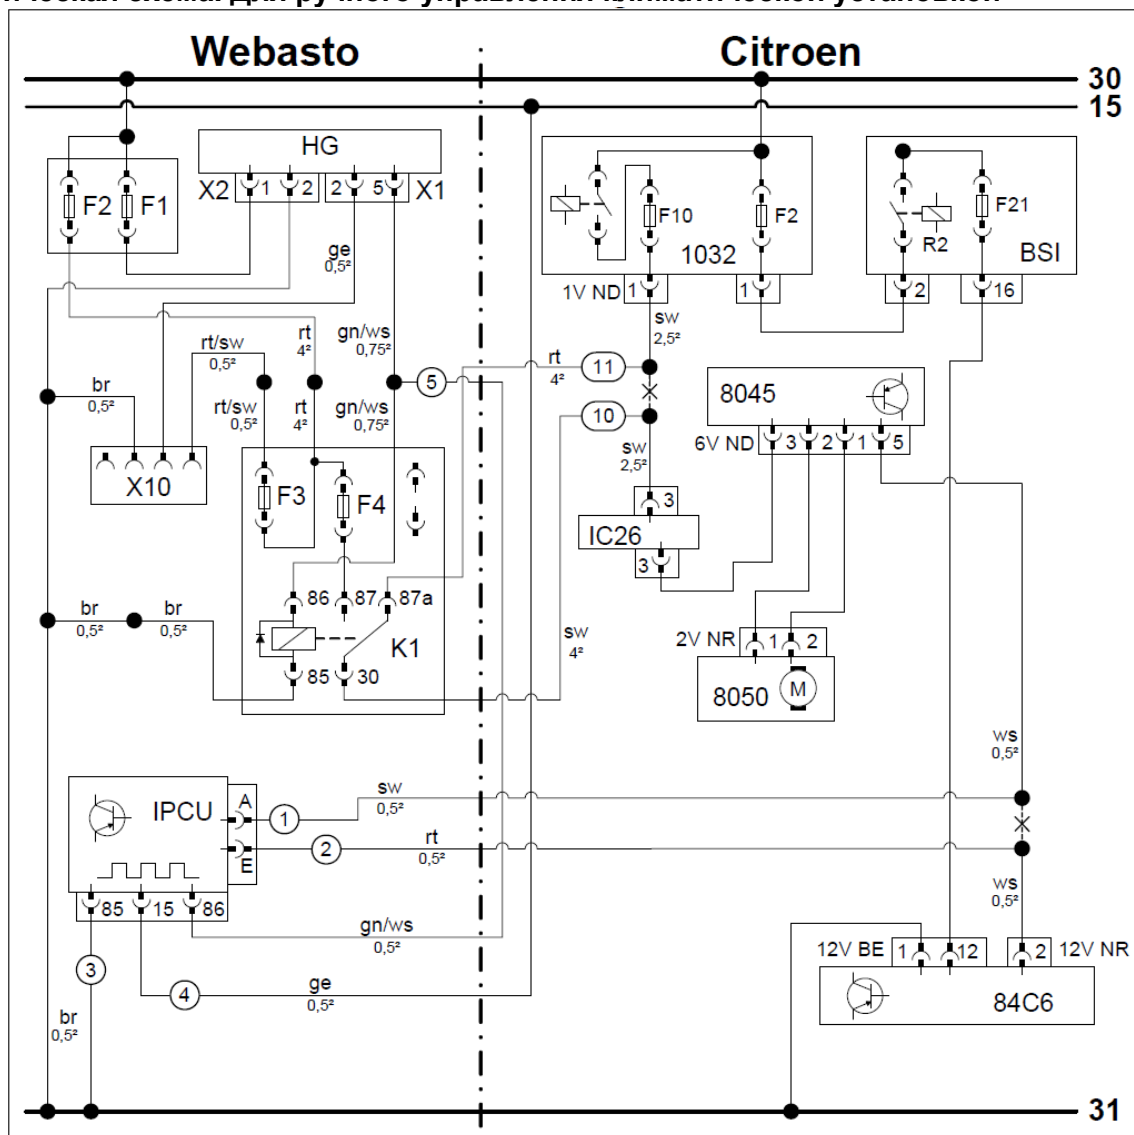 ическая схема: для ручного управления климатической установкой
Webasto Citroen
30
15
HG
X2 1 2 2 5 X1
F2 F1
F10 F2
1032
F21
R2
BSI
ge
0,5²
1V ND 1 1
2 16
sw
2,5²
rt/sw
0,5²
rt
4²
gn/ws
0,75²
rt
4²
11
5
br
0,5²
rt/sw
0,5²
rt
4²
gn/ws
0,75²
10
8045
6V ND 3 2 1 5
sw
2,5²
X10
F3 F4
3
IC26
3
86 87 87a
br
0,5²
br
0,5²
K1
85 30
sw
4²
2V NR 1 2
8050 M
ws
0,5²
IPCU
A
E
1
sw
0,5²
2
rt
0,5²
85 15 86
gn/ws
0,5²
ws
0,5²
3
4
ge
0,5²
br
0,5²
12V BE 1 12 2 12V NR
84C6
31